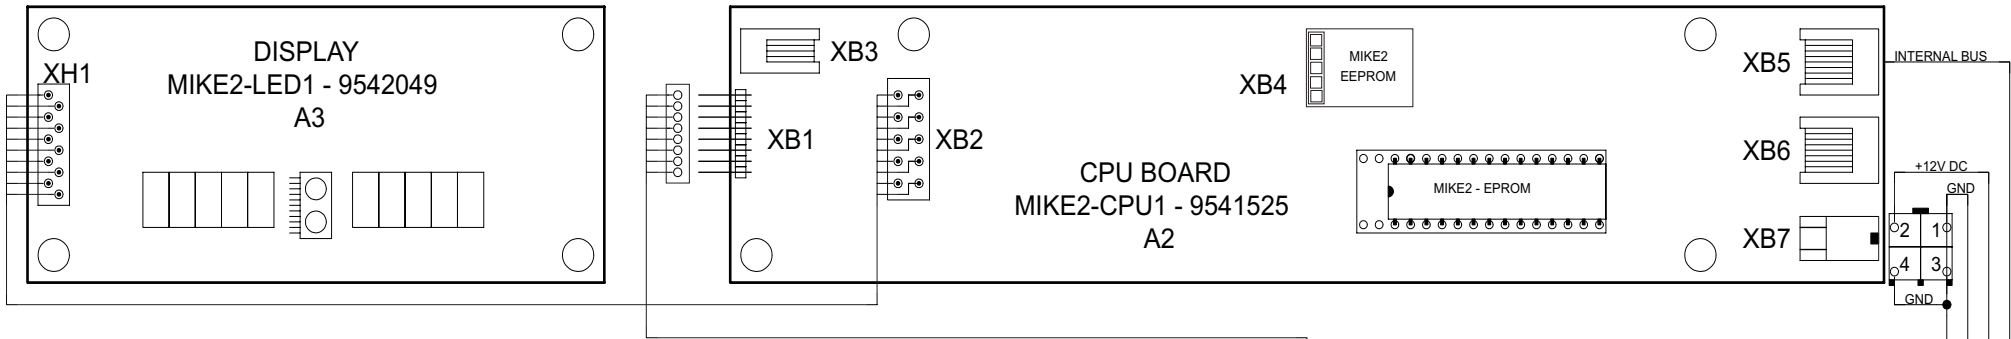 DISPLAY
MIKE2-LED1 - 9542049
A3
XH1
XB3
XB1
XB2
XB4
MIKE2
EEPROM
CPU BOARD
MIKE2-CPU1 - 9541525
A2
MIKE2 - EPROM
XB5
INTERNAL BUS
XB6
+12V DC
GND
XB7
2 1
4 3
GND